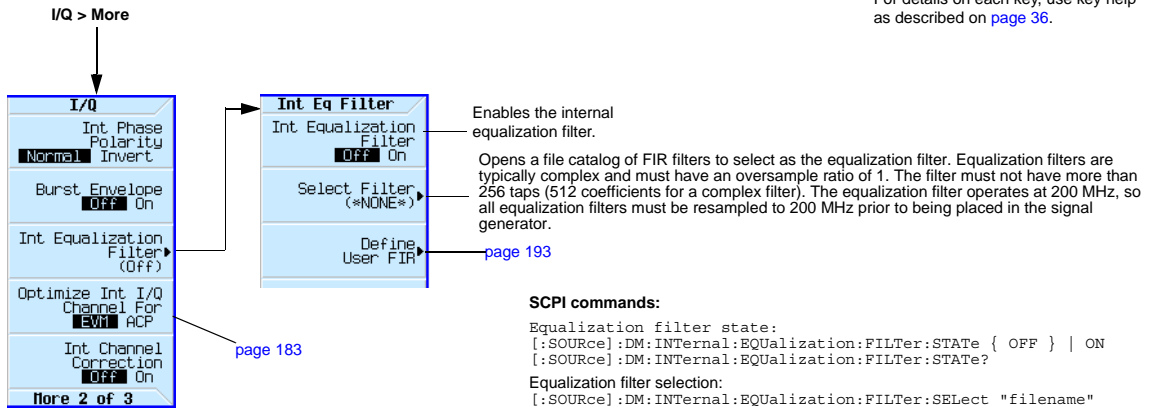 For details on each key, use key help
as described on page 36.
I/Q > More
I/Q
Int Phase
Polarity
Normal Invert
Burst Envelope
Off On
Int Equalization
Filter
(Off)
Optimize Int I/Q
Channel For
EVM ACP
Int Channel
Correction
Off On
More 2 of 3
page 183
Int Eq Filter
Int Equalization
Filter
Off On
Select Filter
(*NONE*)
Define
User FIR
Enables the internal
equalization filter.
Opens a file catalog of FIR filters to select as the equalization filter. Equalization filters are
typically complex and must have an oversample ratio of 1. The filter must not have more than
256 taps (512 coefficients for a complex filter). The equalization filter operates at 200 MHz, so
all equalization filters must be resampled to 200 MHz prior to being placed in the signal
generator.
page 193
SCPI commands:
Equalization filter state:
[:SOURce]:DM:INTernal:EQUalization:FILTer:STATe { OFF } | ON
[:SOURce]:DM:INTernal:EQUalization:FILTer:STATe?
Equalization filter selection:
[:SOURce]:DM:INTernal:EQUalization:FILTer:SELect "filename"